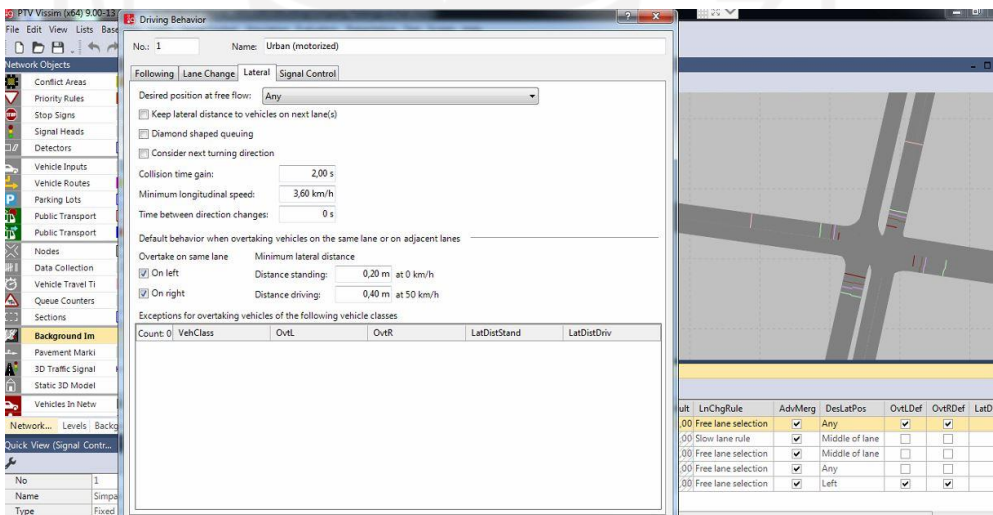 PTV Vissim (x64) 9.00-13
Driving Behavior
File Edit View Lists Base
No.: 1 Name: Urban (motorized)
Following Lane Change Lateral Signal Control
Desired position at free flow: Any
Keep lateral distance to vehicles on next lane(s)
Diamond shaped queuing
Consider next turning direction
Collision time gain: 2,00 s
Minimum longitudinal speed: 3,60 km/h
Time between direction changes: 0 s
Default behavior when overtaking vehicles on the same lane or on adjacent lanes
Overtake on same lane Minimum lateral distance
On left Distance standing: 0,20 m at 0 km/h
On right Distance driving: 0,40 m at 50 km/h
Exceptions for overtaking vehicles of the following vehicle classes
Count: 0 VehClass OvtL OvtR LatDistStand LatDistDriv
Network Objects
Conflict Areas
Priority Rules
Stop Signs
Signal Heads
Detectors
Vehicle Inputs
Vehicle Routes
Parking Lots
Public Transport
Public Transport
Nodes
Data Collection
Vehicle Travel Ti
Queue Counters
Sections
Background Im
Pavement Marki
3D Traffic Signal
Static 3D Model
Vehicles In Netw
Network... Levels Backg
Quick View (Signal Contr...
No 1
Name Simpa
Type Fixed
ult LnChgRule AdvMerg DesLatPos OvtLDef OvtRDef LatD
,00 Free lane selection Any
,00 Slow lane rule Middle of lane
,00 Free lane selection Middle of lane
,00 Free lane selection Any
,00 Free lane selection Left